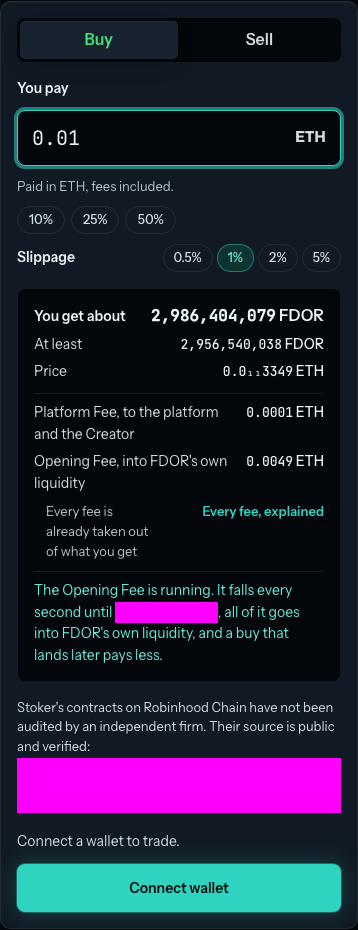 Buy
Sell
You pay
0.01
ETH
Paid in ETH, fees included.
10%
25%
50%
Slippage
0.5%
1%
2%
5%
You get about
2,986,404,079 FDOR
At least
2,956,540,038 FDOR
Price
0.0₁₁3349 ETH
Platform Fee, to the platform
and the Creator
0.0001 ETH
Opening Fee, into FDOR's own
liquidity
0.0049 ETH
Every fee is
already taken out
of what you get
Every fee, explained
The Opening Fee is running. It falls every
second until , all of it goes
into FDOR's own liquidity, and a buy that
lands later pays less.
Stoker's contracts on Robinhood Chain have not been
audited by an independent firm. Their source is public
and verified:
Connect a wallet to trade.
Connect wallet